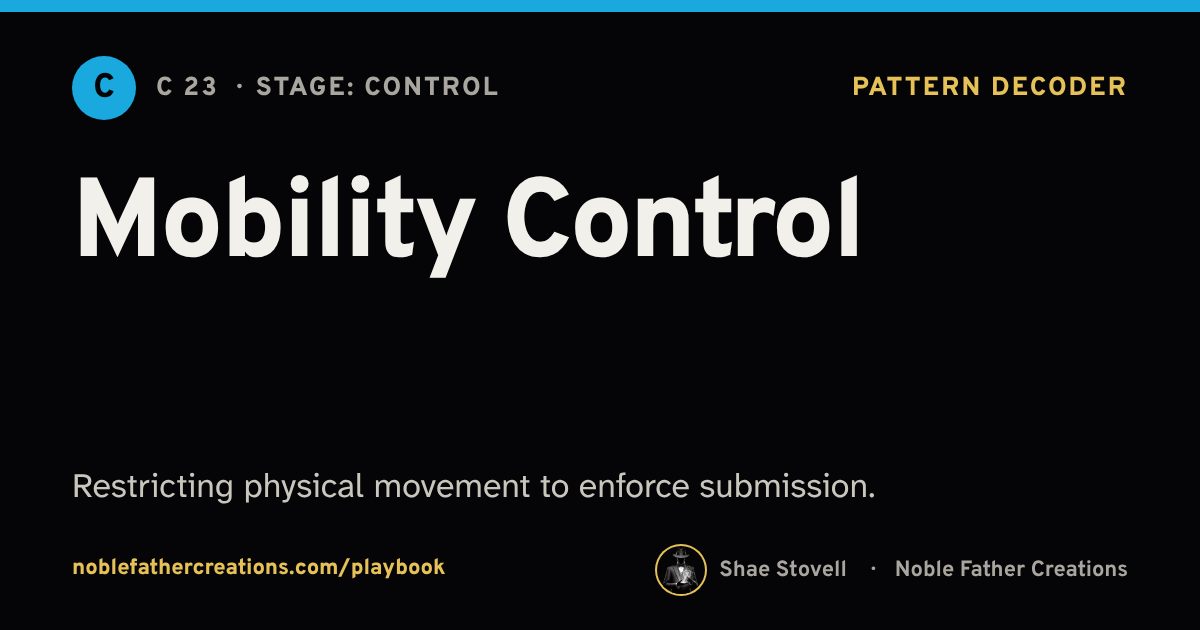 C
C 23 · STAGE: CONTROL
PATTERN DECODER
Mobility Control
Restricting physical movement to enforce submission.
noblefathercreations.com/playbook
Shae Stovell · Noble Father Creations